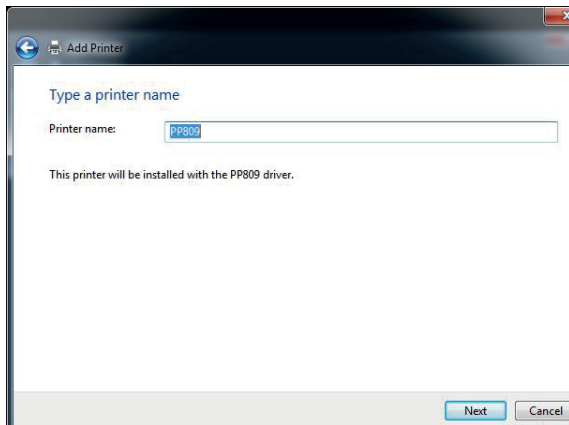 Add Printer
Type a printer name
Printer name: PP809
This printer will be installed with the PP809 driver.
Next Cancel